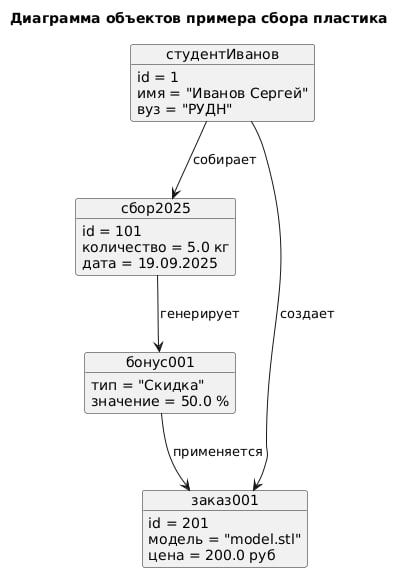 Диаграмма объектов примера сбора пластика
студентИванов
id = 1
имя = "Иванов Сергей"
вуз = "РУДН"
собирает
сбор2025
id = 101
количество = 5.0 кг
дата = 19.09.2025
генерирует
создает
бонус001
тип = "Скидка"
значение = 50.0 %
применяется
заказ001
id = 201
модель = "model.stl"
цена = 200.0 руб